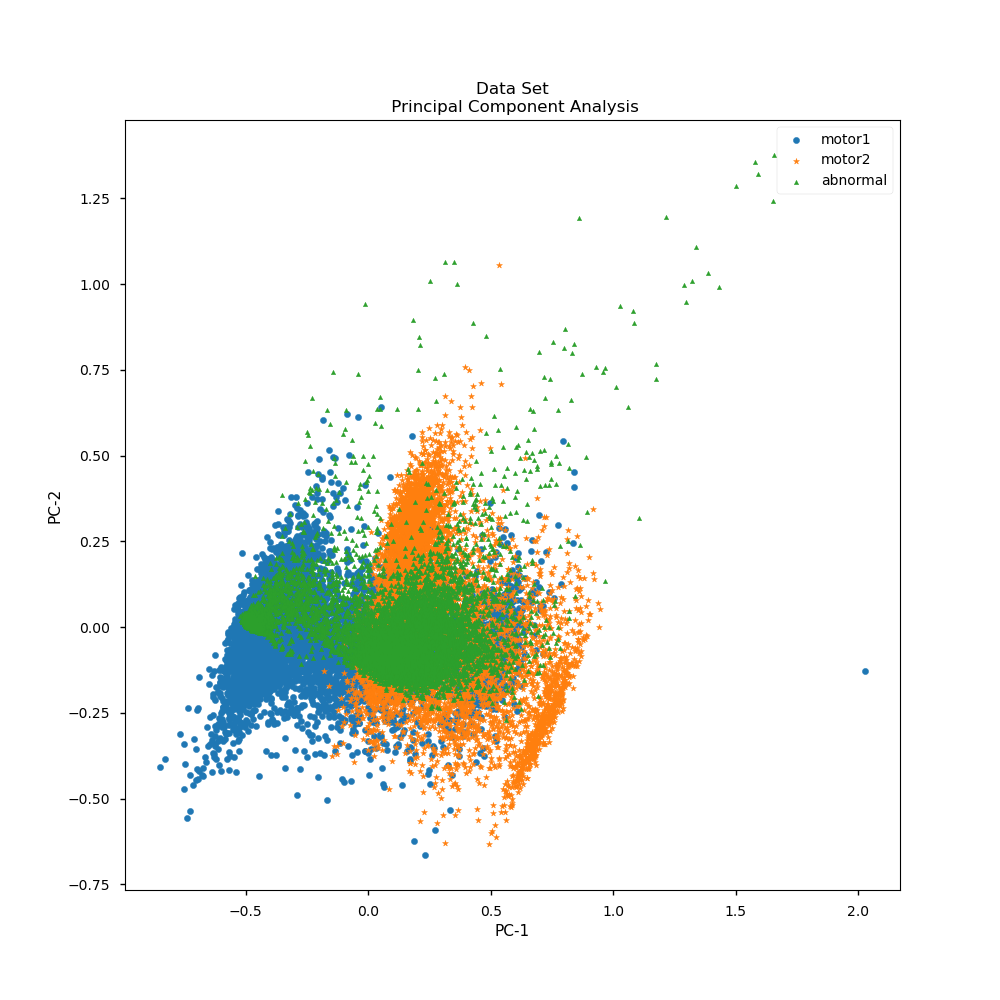 Data Set
Principal Component Analysis
motor1
motor2
abnormal
1.25
1.00
0.75
0.50
0.25
0.00
−0.25
−0.50
−0.75
PC-2
−0.5
0.0
0.5
1.0
1.5
2.0
PC-1